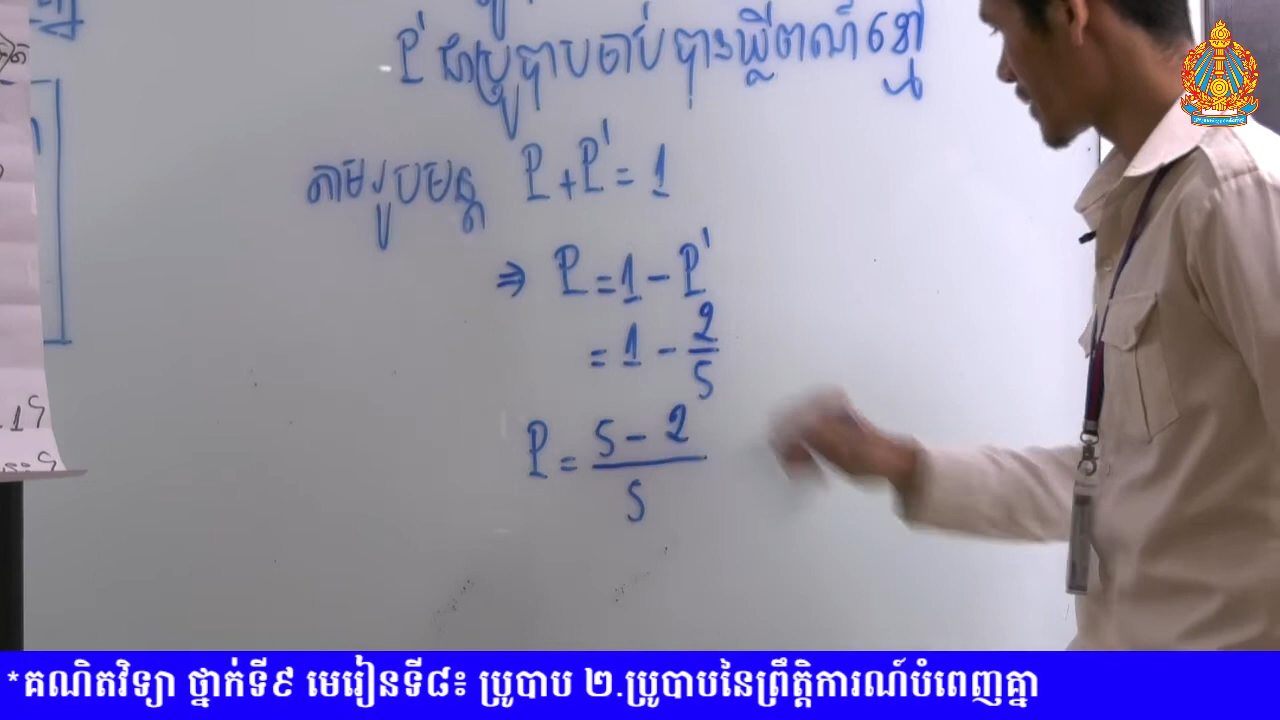 P' ជាប្រូបាបចាប់បានឃ្លីពណ៌ខៅ្ម
តាមរូបមន្ត P + P' = 1
⇒ P = 1 - P'
= 1 - 2/5
P = (5 - 2)/5
*គណិតវិទ្យា ថ្នាក់ទី៩ មេរៀនទី៨៖ ប្រូបាប ២.ប្រូបាបនៃព្រឹត្តិការណ៍បំពេញគ្នា